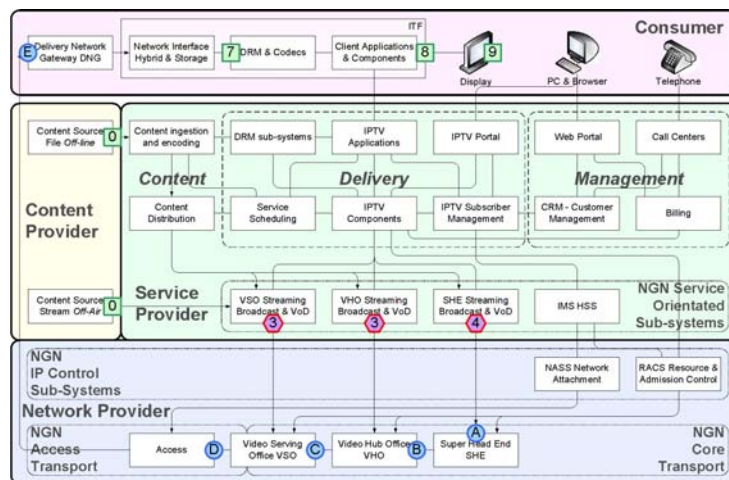 ITF
Consumer
E
Delivery Network
Gateway DNG
Network Interface
Hybrid & Storage
7
DRM & Codecs
Client Applications
& Components
8
9
Display
PC & Browser
Telephone
Content Source
File Off-line
0
Content ingestion
and encoding
DRM sub-systems
IPTV
Applications
IPTV Portal
Web Portal
Call Centers
Content
Delivery
Management
Content
Distribution
Service
Scheduling
IPTV
Components
IPTV Subscriber
Management
CRM - Customer
Management
Billing
Content
Provider
Content Source
Stream Off-Air
0
Service
Provider
VSO Streaming
Broadcast & VoD
3
VHO Streaming
Broadcast & VoD
3
SHE Streaming
Broadcast & VoD
4
IMS HSS
NGN Service
Orientated
Sub-systems
NGN
IP Control
Sub-Systems
NASS Network
Attachment
RACS Resource &
Admission Control
Network Provider
NGN
Access
Transport
Access
D
Video Serving
Office VSO
C
Video Hub Office
VHO
B
A
Super Head End
SHE
NGN
Core
Transport